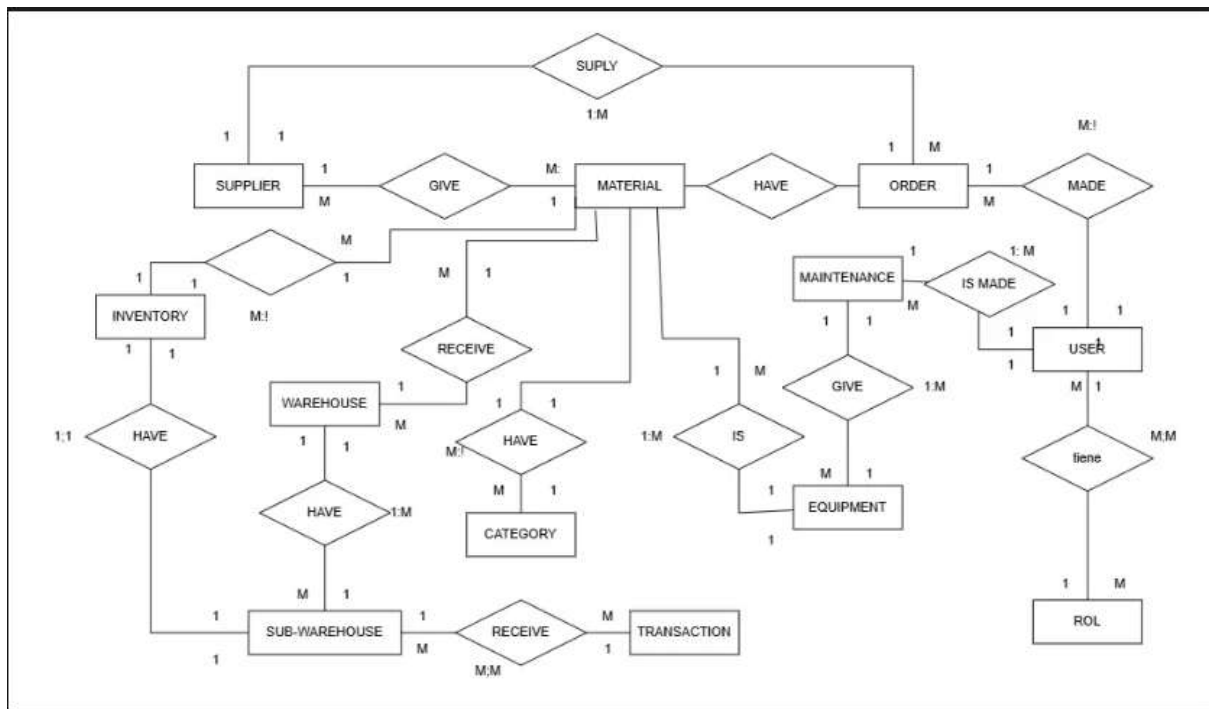 SUPLY
1:M
M:!
1 1
1 M
SUPPLIER
1
M
GIVE
M:
1
MATERIAL
HAVE
ORDER
1
M
MADE
M
1
1 1
M:!
INVENTORY
1 1
M 1
RECEIVE
1
M
WAREHOUSE
1 1
MAINTENANCE
1
M
1: M
IS MADE
1
1
1 1
1
USER
M 1
1 1
GIVE
1:M
M 1
EQUIPMENT
1 M
1:M
IS
1
1
1 1
M:!
HAVE
M 1
CATEGORY
1;1
HAVE
HAVE
1:M
tiene
M;M
1 M
ROL
M 1
1
1
SUB-WAREHOUSE
1
M
RECEIVE
M;M
M
1
TRANSACTION